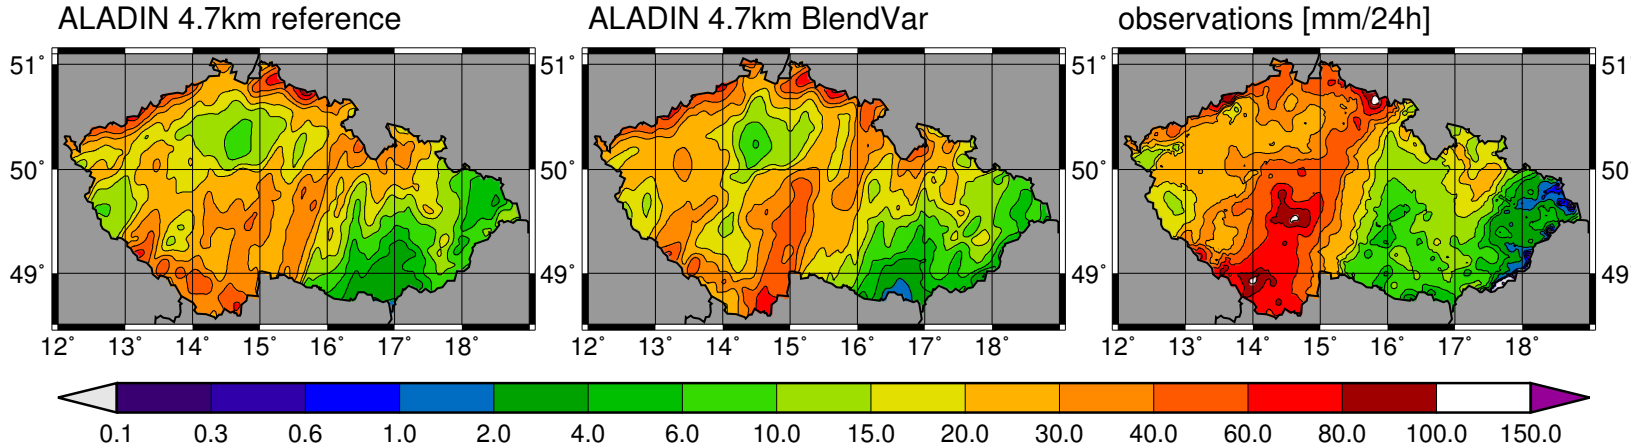 ALADIN 4.7km reference ALADIN 4.7km BlendVar observations [mm/24h]
51° 51° 51° 51°
50° 50° 50° 50
49° 49° 49° 49
12° 13 14 15 16 17 18 12° 13 14 15 16 17 18 12° 13 14 15 16 17 18
0.1 0.3 0.6 1.0 2.0 4.0 6.0 10.0 15.0 20.0 30.0 40.0 60.0 80.0 100.0 150.0